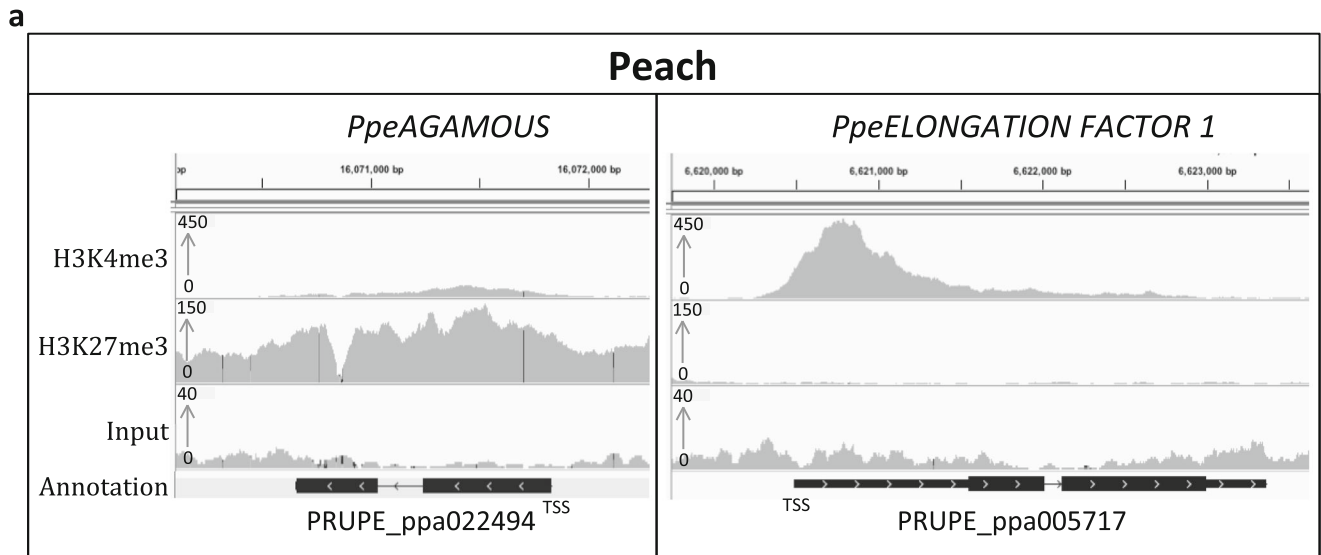 a
Peach
PpeAGAMOUS
PpeELONGATION FACTOR 1
bp 16,071,000 bp 16,072,000 bp
6,620,000 bp 6,621,000 bp 6,622,000 bp 6,623,000 bp
H3K4me3
450
0
450
0
H3K27me3
150
0
150
0
Input
40
0
40
0
Annotation
TSS
TSS
PRUPE_ppa022494
PRUPE_ppa005717